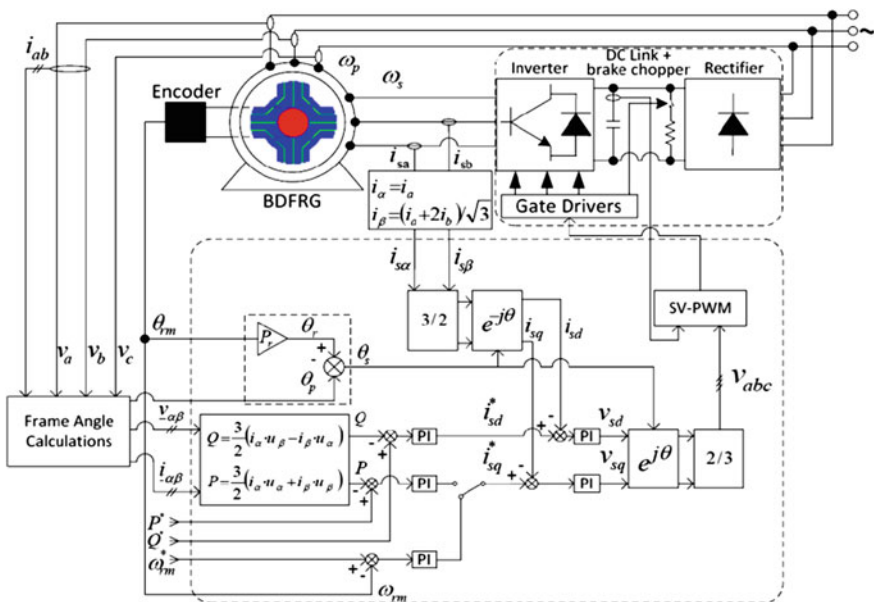 i_ab
ω_p
ω_s
Encoder
BDFRG
Inverter
DC Link +
brake chopper
Rectifier
~
i_sa
i_sb
i_α = i_a
i_β = (i_a + 2i_b)/√3
Gate Drivers
i_sα
i_sβ
3/2
e^-jθ
i_sq
i_sd
SV-PWM
θ_rm
v_a
v_b
v_c
P_r
θ_r
+
-
θ_p
θ_s
v_abc
Frame Angle
Calculations
v_αβ
i_αβ
Q = 3/2 (i_α·u_β − i_β·u_α)
P = 3/2 (i_α·u_α + i_β·u_β)
Q
-
+
PI
i*_sd
+
-
PI
v_sd
P
-
+
PI
i*_sq
+
-
PI
v_sq
e^jθ
2/3
P*
Q*
ω*_rm
+
-
PI
ω_rm